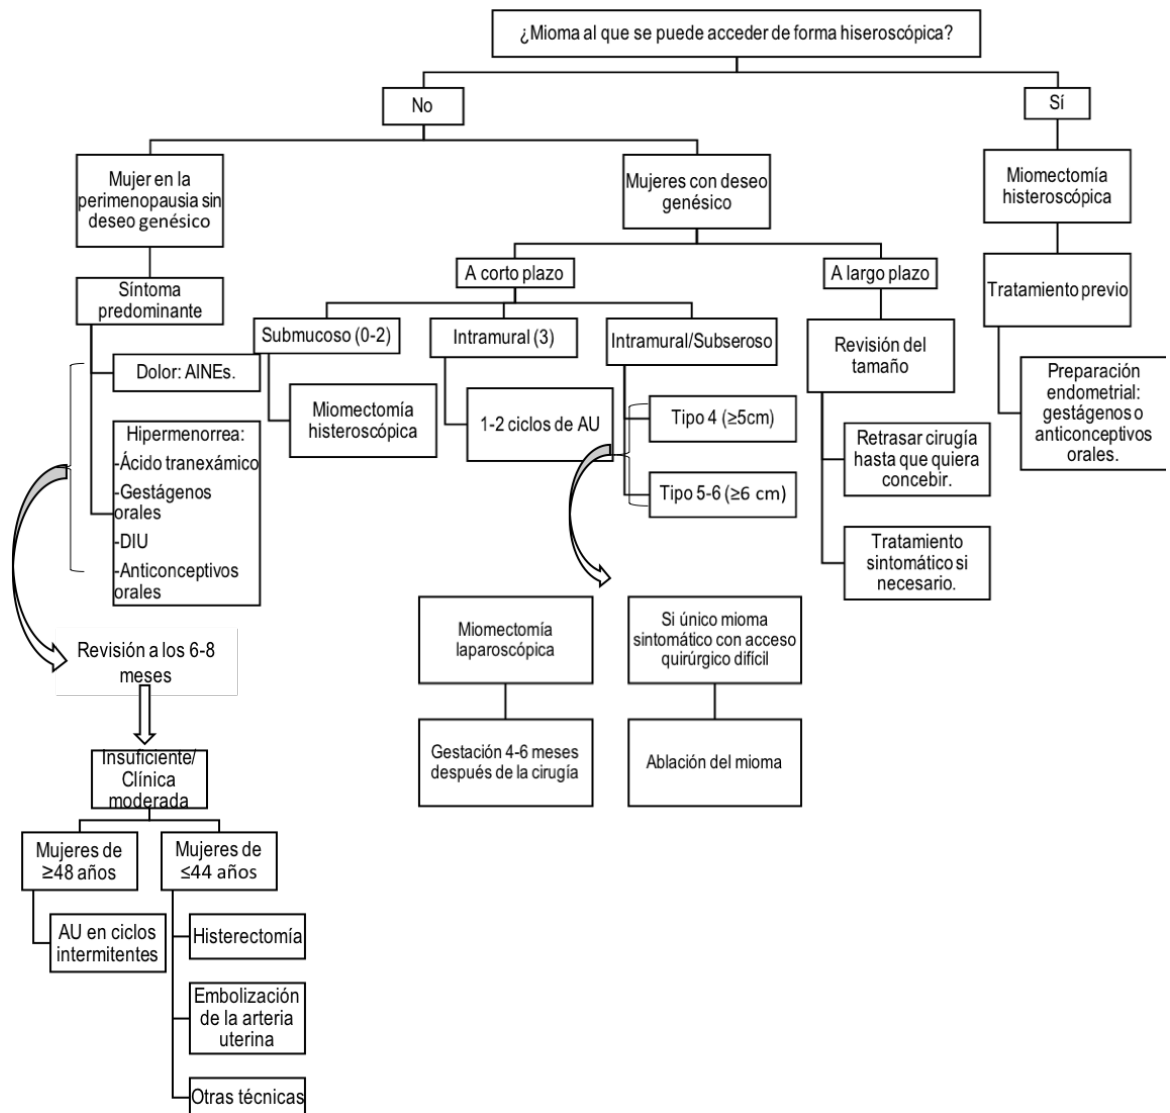 ¿Mioma al que se puede acceder de forma hiseroscópica?
No
Sí
Mujer en la
perimenopausia sin
deseo genésico
Síntoma
predominante
Dolor: AINEs.
Hipermenorrea:
-Ácido tranexámico
-Gestágenos
orales
-DIU
-Anticonceptivos
orales
Revisión a los 6-8
meses
Insuficiente/
Clínica
moderada
Mujeres de
≥48 años
AU en ciclos
intermitentes
Mujeres de
≤44 años
Histerectomía
Embolización
de la arteria
uterina
Otras técnicas
Mujeres con deseo
genésico
A corto plazo
Submucoso (0-2)
Miomectomía
histeroscópica
Intramural (3)
1-2 ciclos de AU
Intramural/Subseroso
Tipo 4 (≥5cm)
Tipo 5-6 (≥6 cm)
Miomectomía
laparoscópica
Gestación 4-6 meses
después de la cirugía
Si único mioma
sintomático con acceso
quirúrgico difícil
Ablación del mioma
A largo plazo
Revisión del
tamaño
Retrasar cirugía
hasta que quiera
concebir.
Tratamiento
sintomático si
necesario.
Miomectomía
histeroscópica
Tratamiento previo
Preparación
endometrial:
gestágenos o
anticonceptivos
orales.